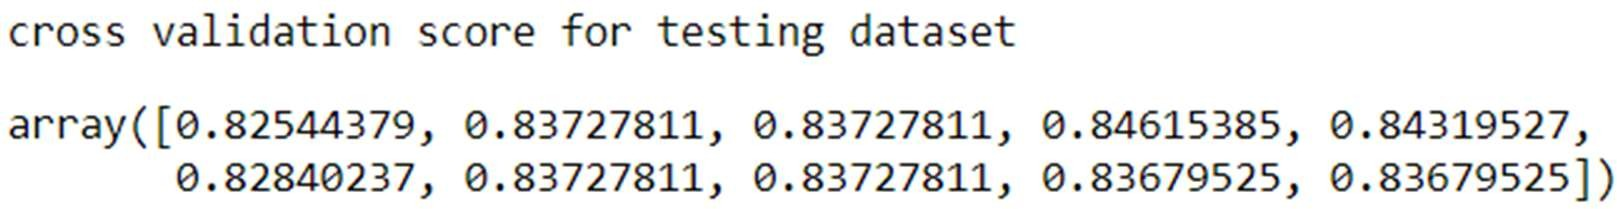 cross validation score for testing dataset
array([0.82544379, 0.83727811, 0.83727811, 0.84615385, 0.84319527,
0.82840237, 0.83727811, 0.83727811, 0.83679525, 0.83679525])